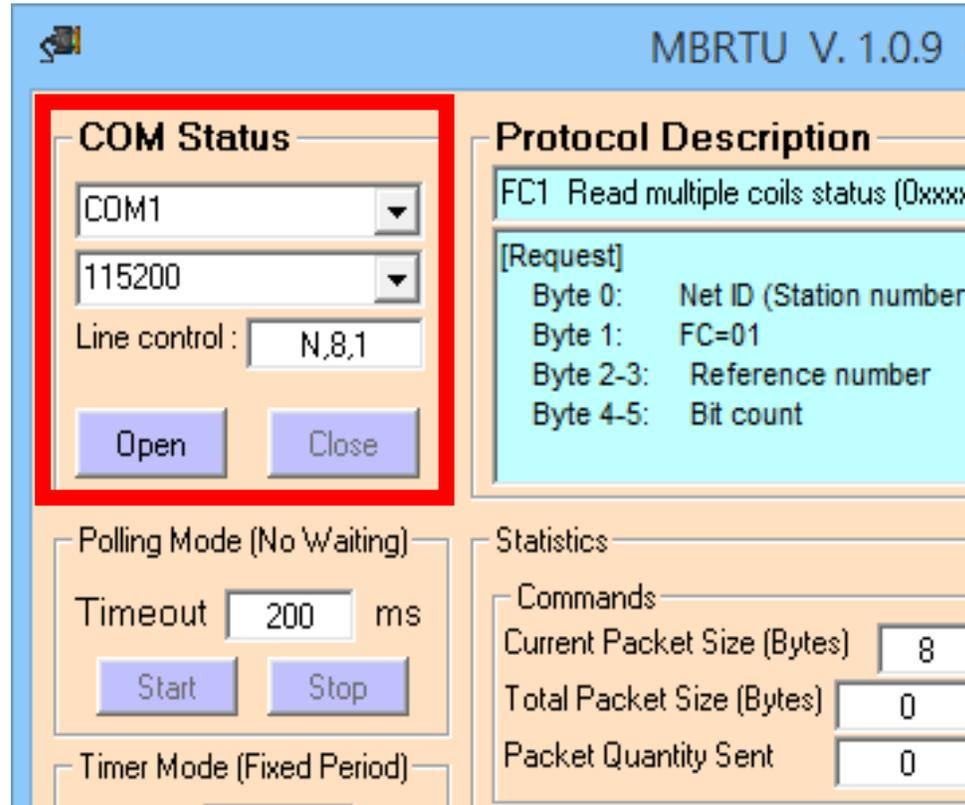 MBRTU V. 1.0.9
COM Status
COM1
115200
Line control :
N,8,1
Open
Close
Protocol Description
FC1 Read multiple coils status (0xxxx
[Request]
Byte 0: Net ID (Station number
Byte 1: FC=01
Byte 2-3: Reference number
Byte 4-5: Bit count
Polling Mode (No Waiting)
Timeout 200 ms
Start
Stop
Statistics
Commands
Current Packet Size (Bytes) 8
Total Packet Size (Bytes) 0
Packet Quantity Sent 0
Timer Mode (Fixed Period)